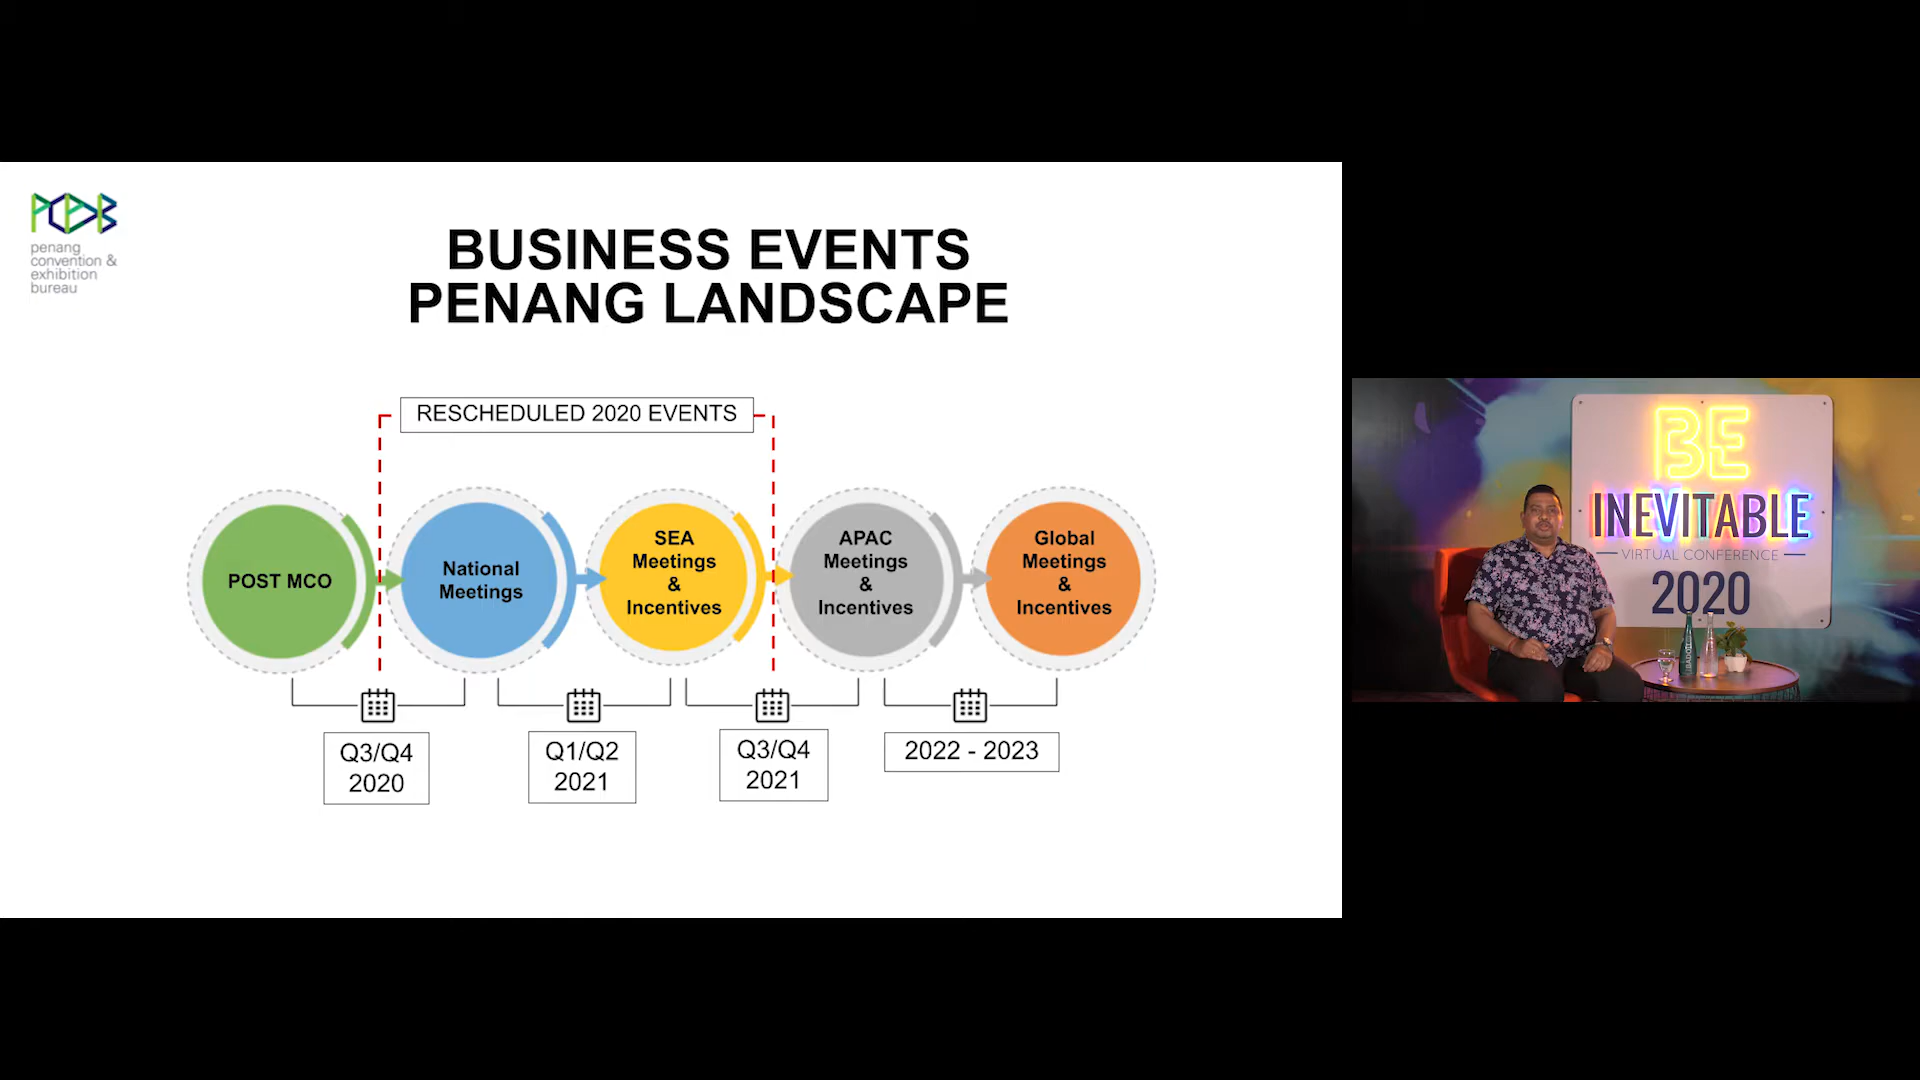 PCEB
penang
convention &
exhibition
bureau
BUSINESS EVENTS
PENANG LANDSCAPE
RESCHEDULED 2020 EVENTS
POST MCO
National
Meetings
SEA
Meetings
&
Incentives
APAC
Meetings
&
Incentives
Global
Meetings
&
Incentives
Q3/Q4
2020
Q1/Q2
2021
Q3/Q4
2021
2022 - 2023
BE
INEVITABLE
VIRTUAL CONFERENCE
2020